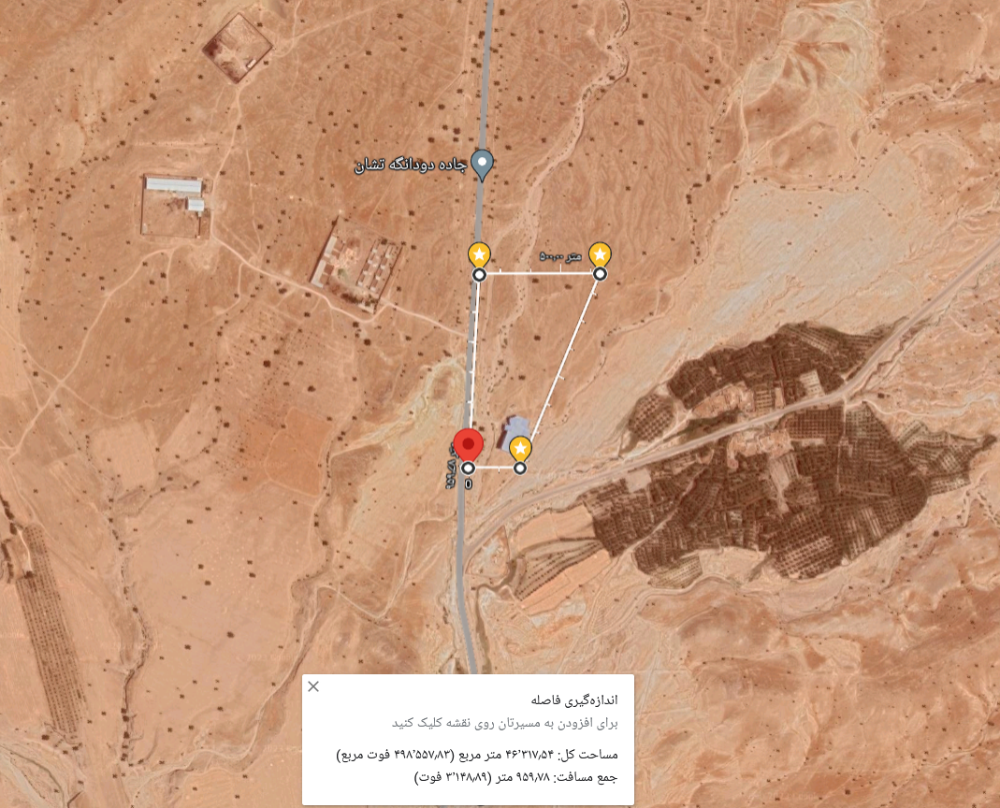 جاده دودانگه تشان
۵۰۰٫۰۰ متر
0
اندازه‌گیری فاصله
برای افزودن به مسیرتان روی نقشه کلیک کنید
مساحت کل: ۴۶٬۳۱۷٫۵۴ متر مربع (۴۹۸٬۵۵۷٫۸۳ فوت مربع)
جمع مسافت: ۹۵۹٫۷۸ متر (۳٬۱۴۸٫۸۹ فوت)